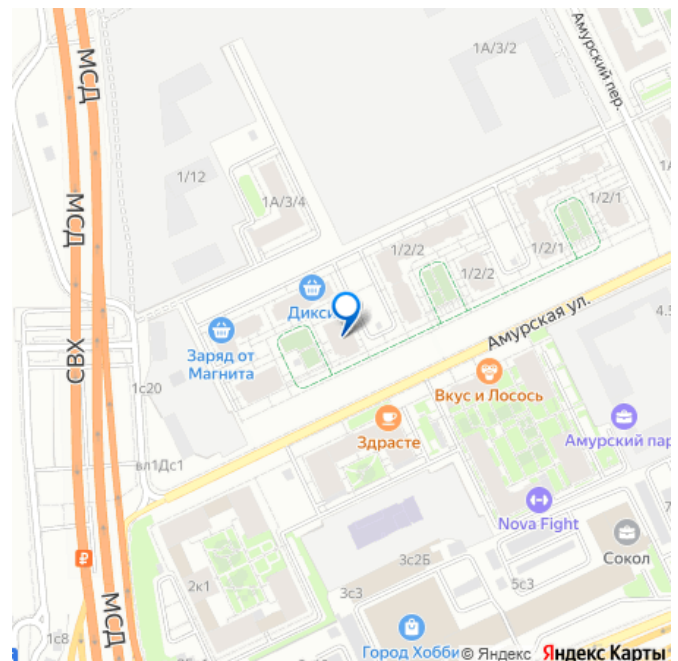 МСД
1А/3/2
Амурский пер.
1/12
1А/3/4
1/2/1
МСД
1/2/2
1/2/1
1/2/2
Дикси
Амурская ул.
Заряд от
Магнита
СВХ
1с20
Вкус и Лосось
Здрасте
Амурский пар
вл1Дс1
Nova Fight
Сокол
3с2Б
5с3
2к1
3с3
МСД
1с8
Город Хобби
© Яндекс Яндекс Карты